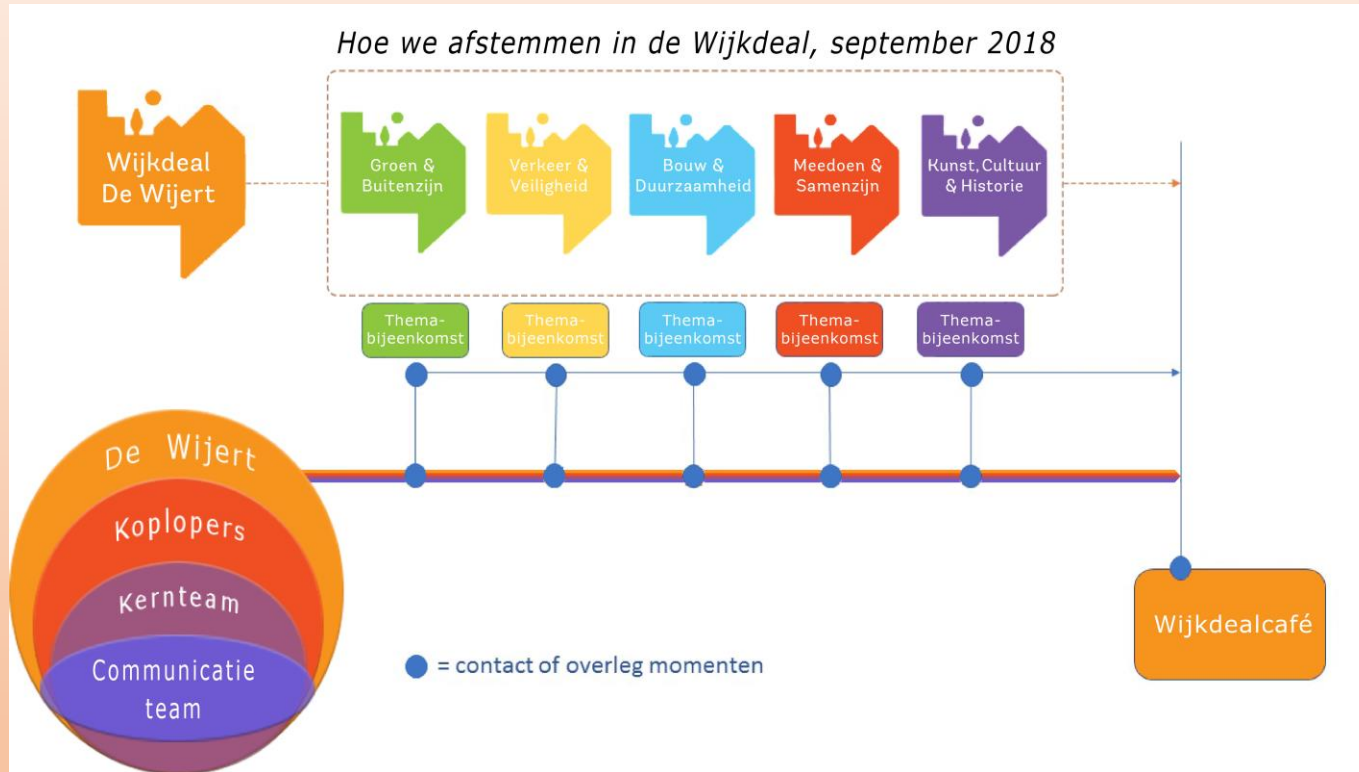 Hoe we afstemmen in de Wijkdeal, september 2018
Wijkdeal
De Wijert
Groen &
Buitenzijn
Verkeer &
Veiligheid
Bouw &
Duurzaamheid
Meedoen &
Samenzijn
Kunst, Cultuur
& Historie
Thema-
bijeenkomst
Thema-
bijeenkomst
Thema-
bijeenkomst
Thema-
bijeenkomst
Thema-
bijeenkomst
De Wijert
Koplopers
Kernteam
Communicatie
team
= contact of overleg momenten
Wijkdealcafé